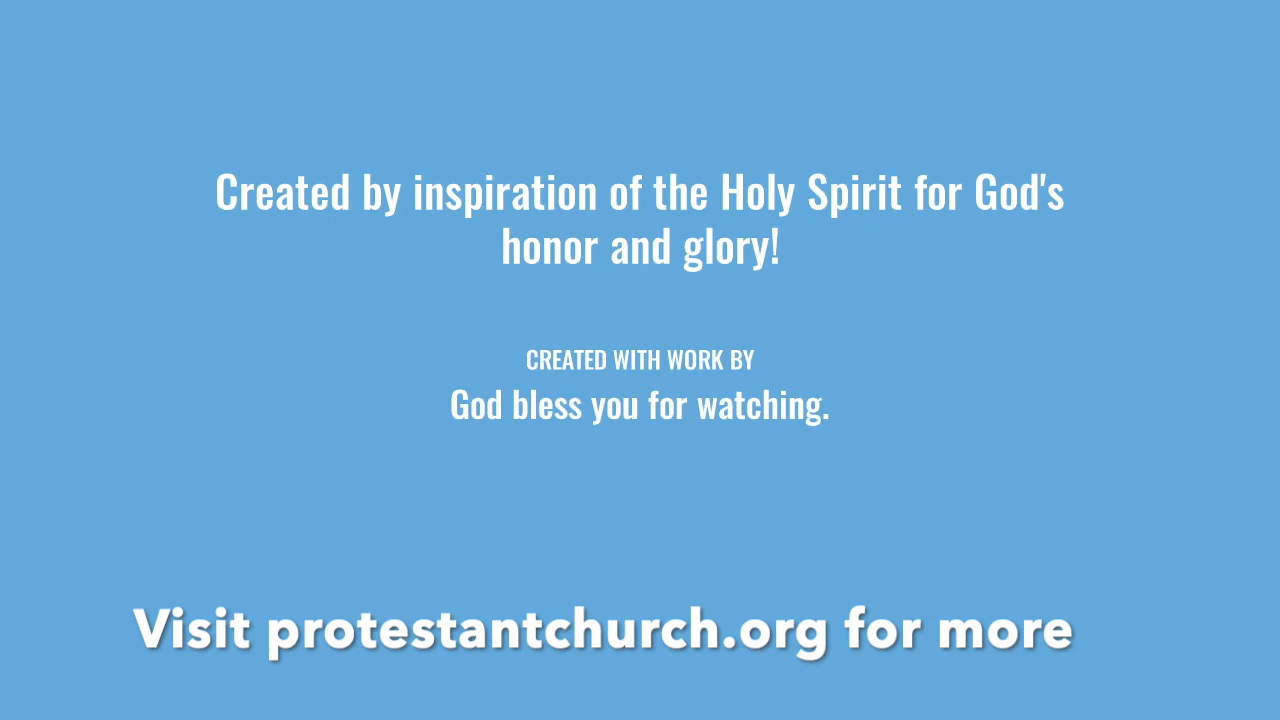 Created by inspiration of the Holy Spirit for God's
honor and glory!
CREATED WITH WORK BY
God bless you for watching.
Visit protestantchurch.org for more